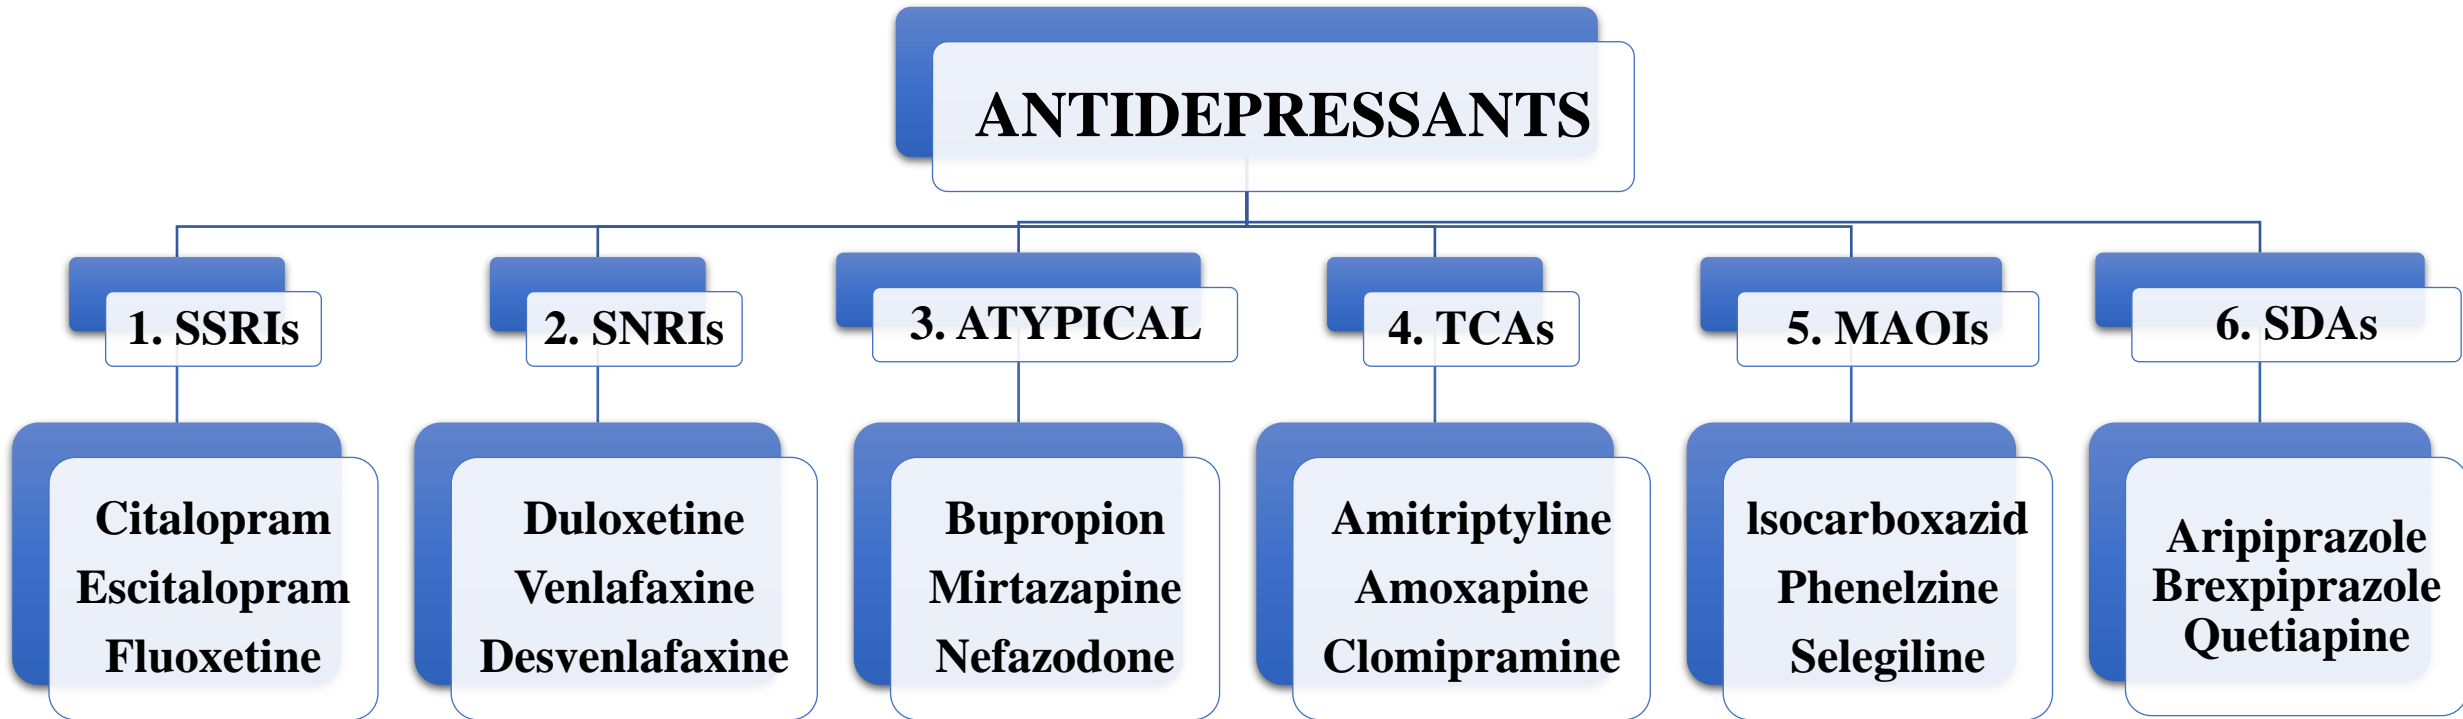 ANTIDEPRESSANTS
1. SSRIs
2. SNRIs
3. ATYPICAL
4. TCAs
5. MAOIs
6. SDAs
Citalopram
Escitalopram
Fluoxetine
Duloxetine
Venlafaxine
Desvenlafaxine
Bupropion
Mirtazapine
Nefazodone
Amitriptyline
Amoxapine
Clomipramine
lsocarboxazid
Phenelzine
Selegiline
Aripiprazole
Brexpiprazole
Quetiapine